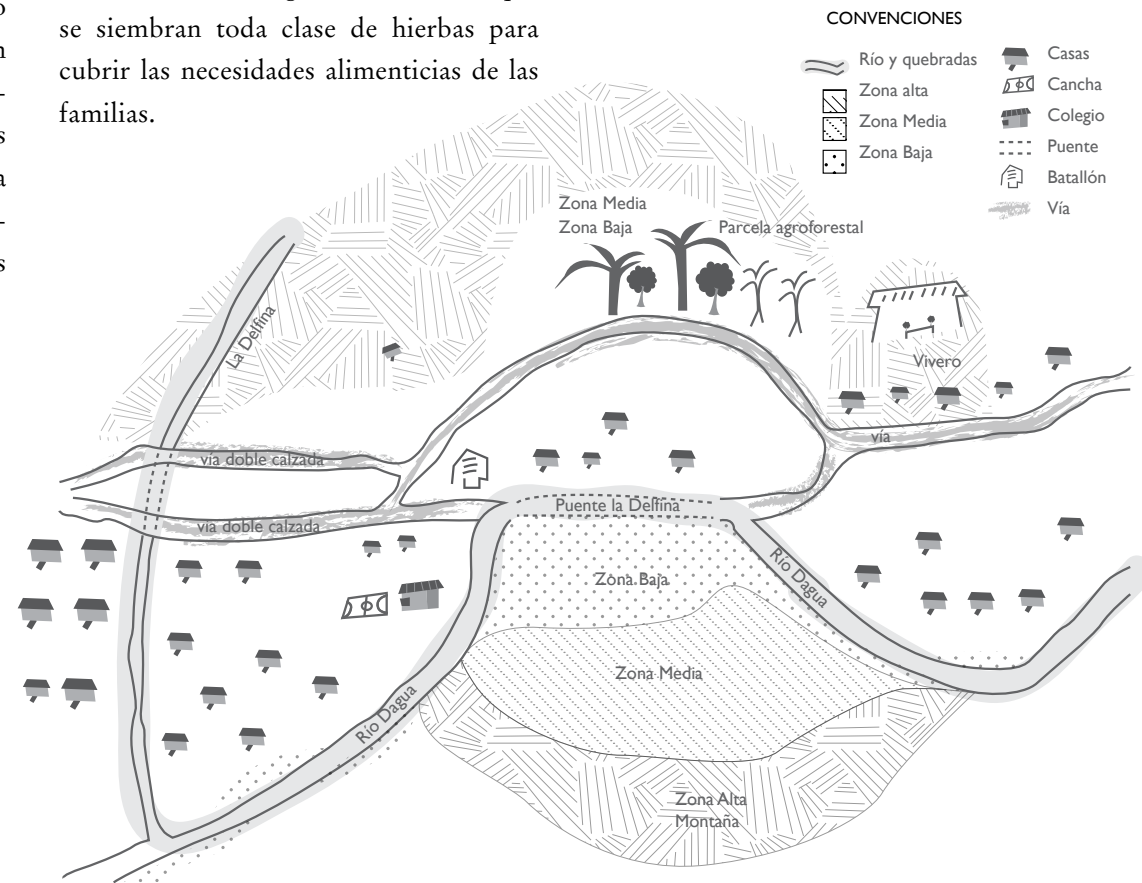 se siembran toda clase de hierbas para
cubrir las necesidades alimenticias de las
familias.
CONVENCIONES
Río y quebradas
Zona alta
Zona Media
Zona Baja
Casas
Cancha
Colegio
Puente
Batallón
Vía
Zona Media
Zona Baja
Parcela agroforestal
La Delfina
Vivero
vía
vía doble calzada
vía doble calzada
Puente la Delfina
Zona Baja
Río Dagua
Zona Media
Río Dagua
Zona Alta
Montaña